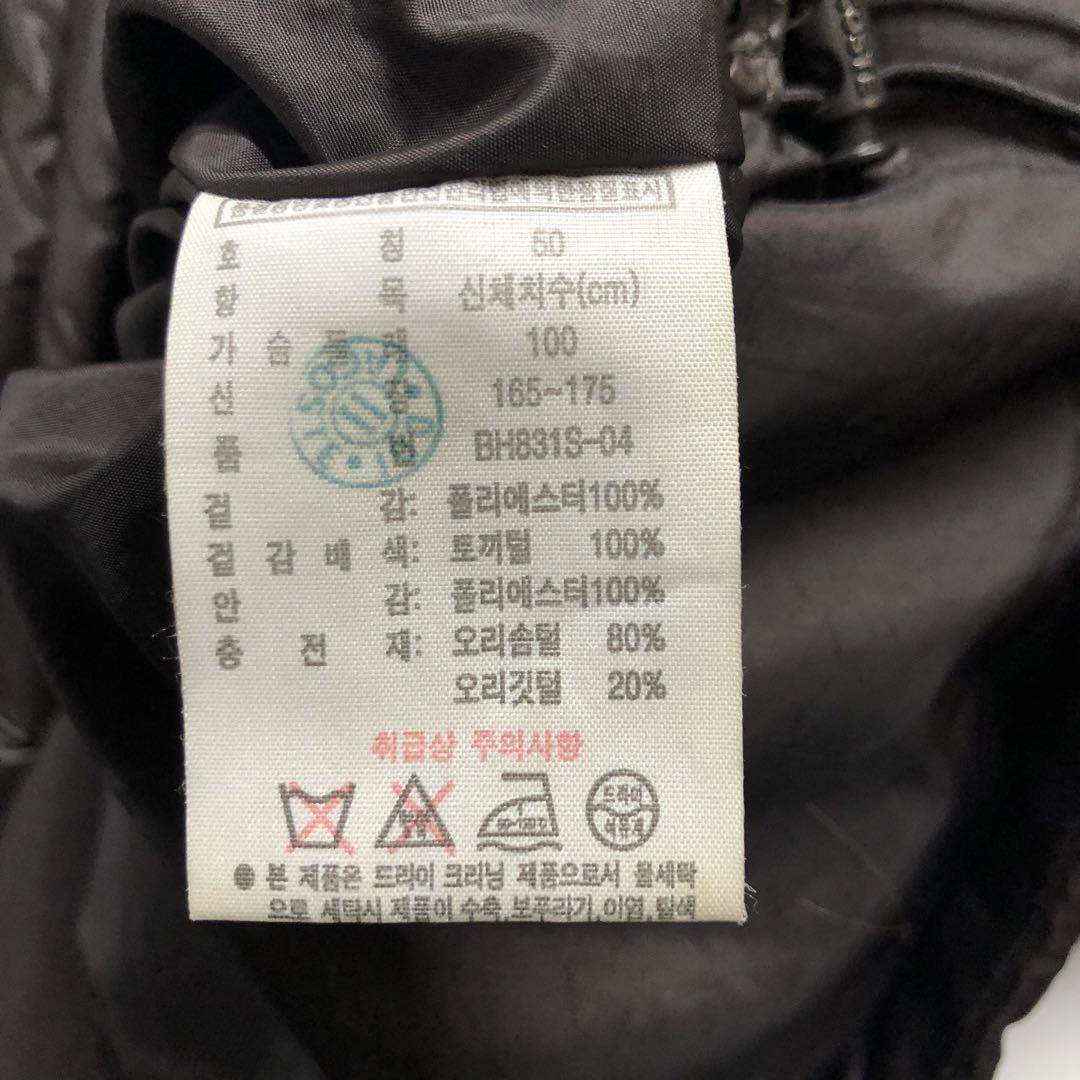 호 칭 50
항 목 신체치수(cm)
가 슴 둘 레 100
신 장 165~175
품 번 BH831S-04
겉 감: 폴리에스터100%
겉 감 배 색: 토끼털 100%
안 감: 폴리에스터100%
충 전 재: 오리솜털 80%
오리깃털 20%
취급상 주의사항
드라이
세탁제
본 제품은 드라이 크리닝 제품으로서 울세탁
으로 세탁시 제품이 수축,보푸리기,이염,탈색